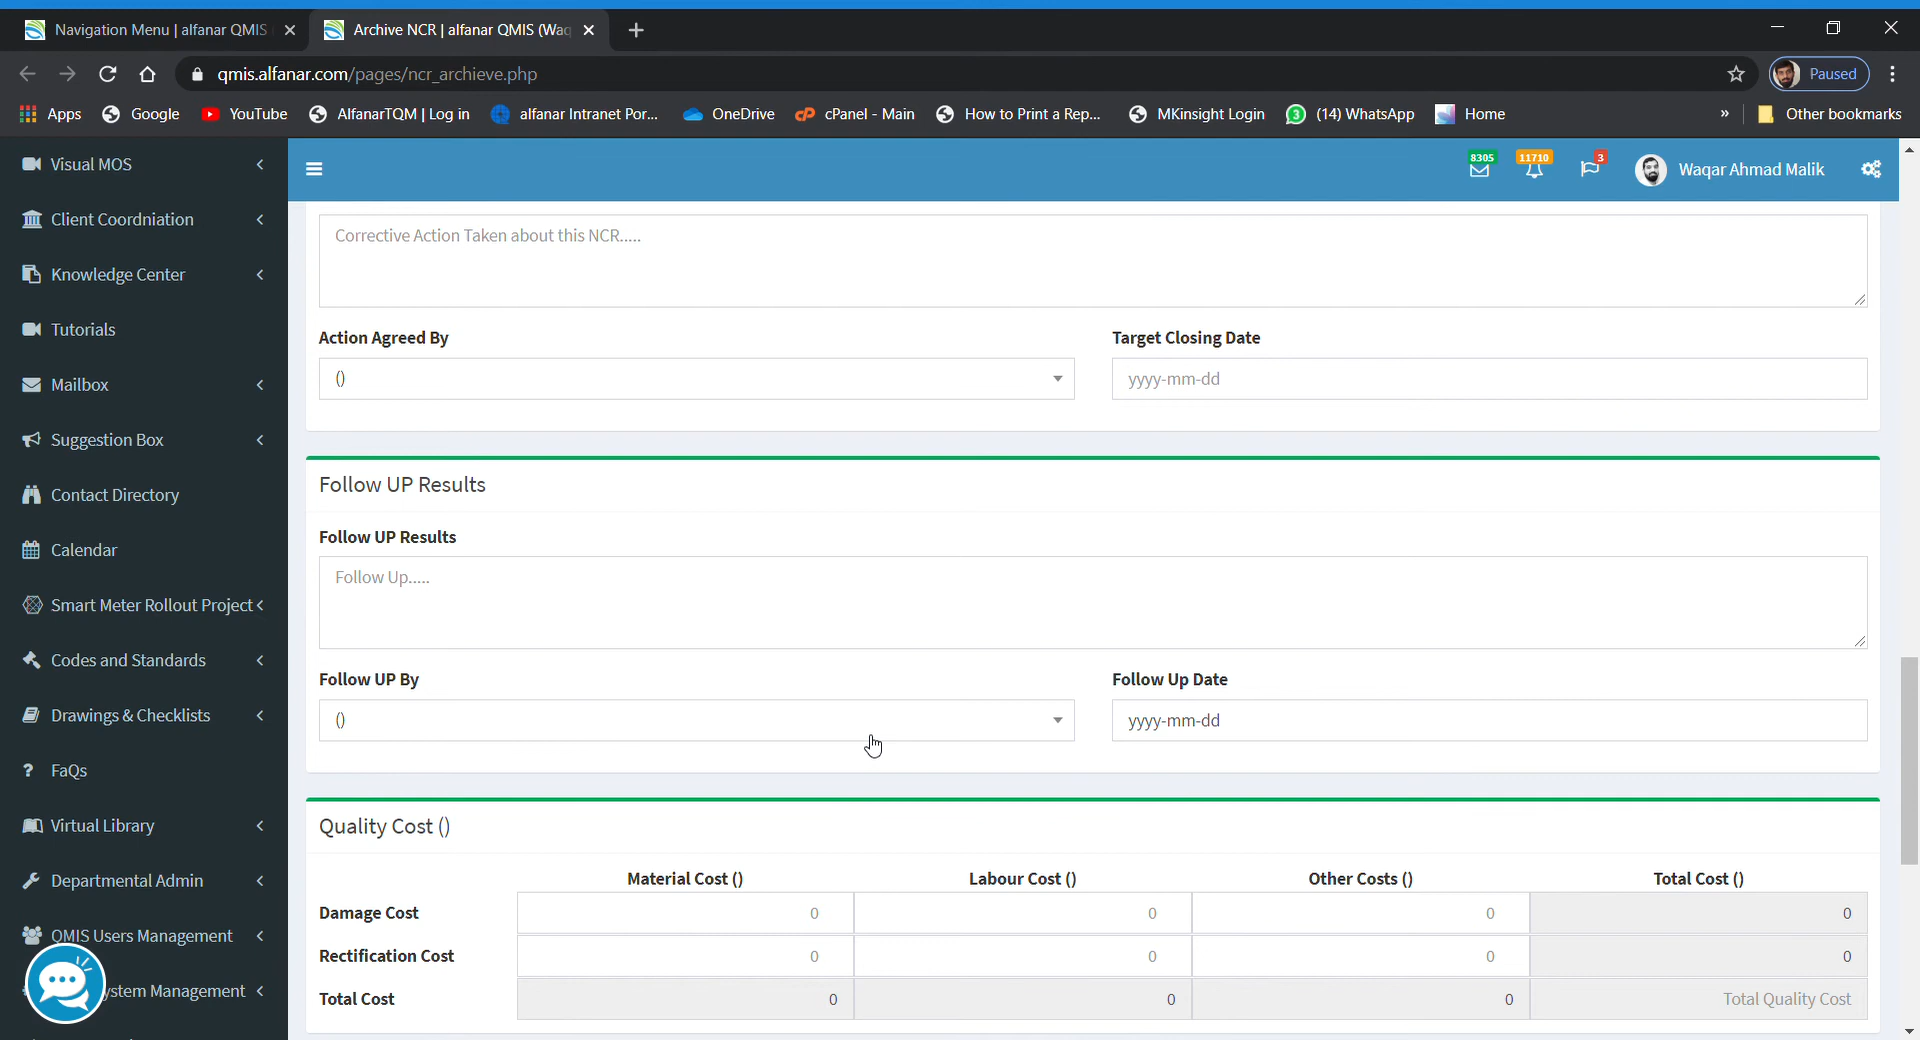 Navigation Menu | alfanar QMIS
Archive NCR | alfanar QMIS (Waq
qmis.alfanar.com/pages/ncr_archieve.php
Paused
Apps
Google
YouTube
AlfanarTQM | Log in
alfanar Intranet Por...
OneDrive
cPanel - Main
How to Print a Rep...
MKinsight Login
(14) WhatsApp
Home
»
Other bookmarks
Visual MOS
Client Coordniation
Knowledge Center
Tutorials
Mailbox
Suggestion Box
Contact Directory
Calendar
Smart Meter Rollout Project
Codes and Standards
Drawings & Checklists
? FaQs
Virtual Library
Departmental Admin
QMIS Users Management
ystem Management
8305
11710
3
Waqar Ahmad Malik
Corrective Action Taken about this NCR.....
Action Agreed By
Target Closing Date
()
yyyy-mm-dd
Follow UP Results
Follow UP Results
Follow Up.....
Follow UP By
Follow Up Date
()
yyyy-mm-dd
Quality Cost ()
Material Cost () Labour Cost () Other Costs () Total Cost ()
Damage Cost 0 0 0 0
Rectification Cost 0 0 0 0
Total Cost 0 0 0 Total Quality Cost